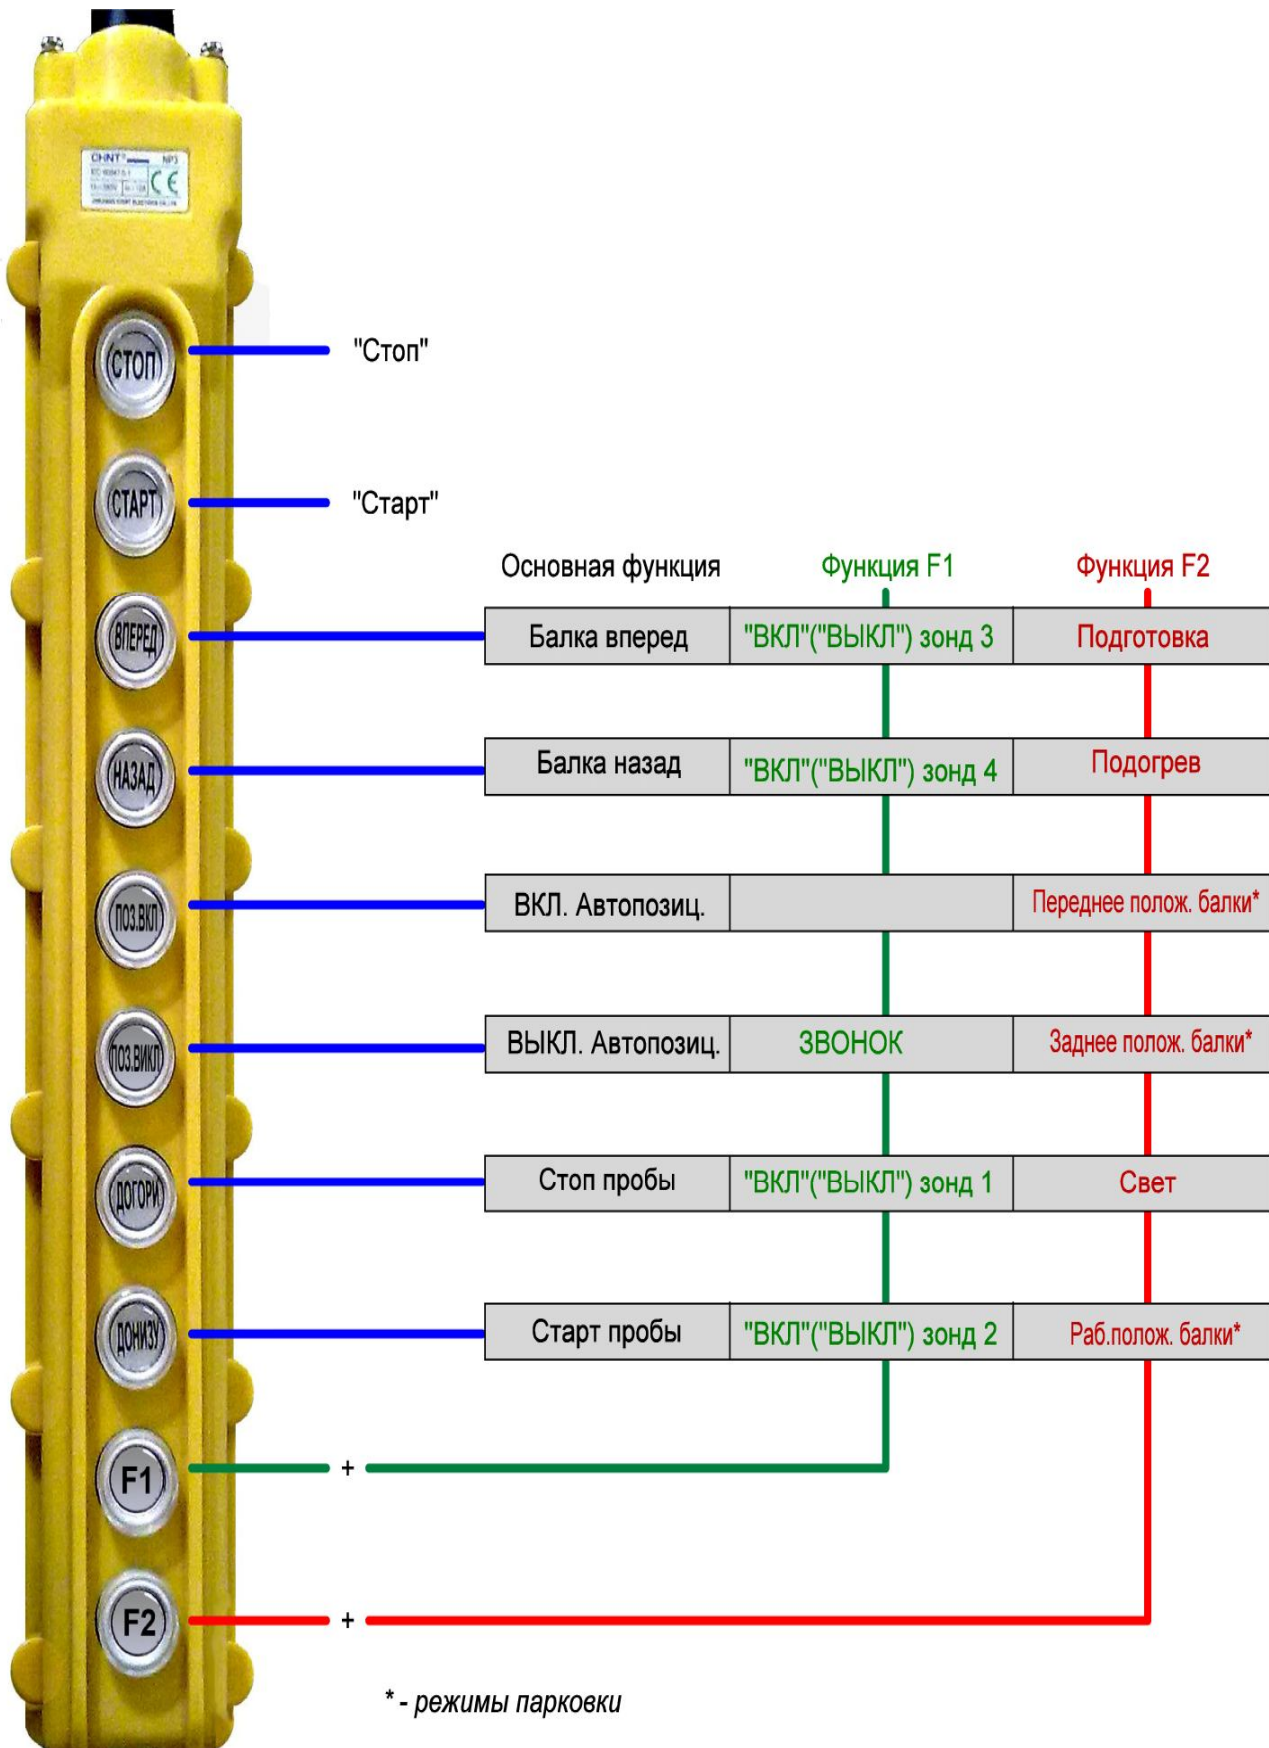 CHNT NP3
CE
СТОП "Стоп"
СТАРТ "Старт"
Основная функция Функция F1 Функция F2
ВПЕРЕД Балка вперед "ВКЛ"("ВЫКЛ") зонд 3 Подготовка
НАЗАД Балка назад "ВКЛ"("ВЫКЛ") зонд 4 Подогрев
ПОЗ.ВКЛ ВКЛ. Автопозиц. Переднее полож. балки*
ПОЗ.ВИКЛ ВЫКЛ. Автопозиц. ЗВОНОК Заднее полож. балки*
ДОГОРИ Стоп пробы "ВКЛ"("ВЫКЛ") зонд 1 Свет
ДОНИЗУ Старт пробы "ВКЛ"("ВЫКЛ") зонд 2 Раб.полож. балки*
F1 +
F2 +
* - режимы парковки